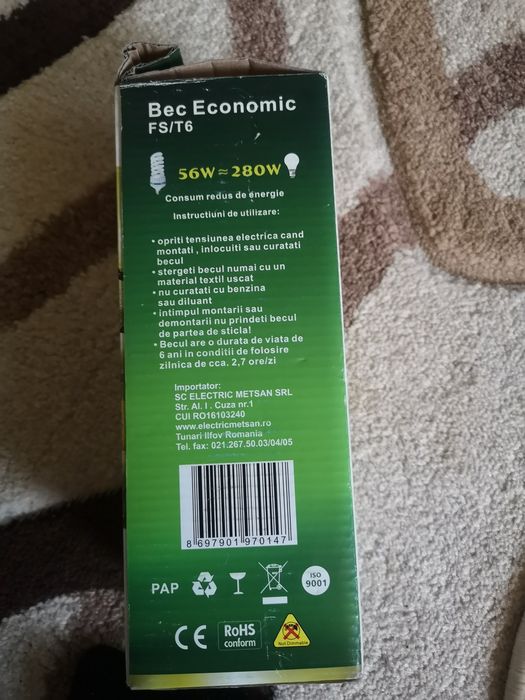 Bec Economic
FS/T6
56W≈280W
Consum redus de energie
Instructiuni de utilizare:
• opriti tensiunea electrica cand
montati , inlocuiti sau curatati
becul
• stergeti becul numai cu un
material textil uscat
• nu curatati cu benzina
sau diluant
• intimpul montarii sau
demontarii nu prindeti becul
de partea de sticla!
• Becul are o durata de viata de
6 ani in conditii de folosire
zilnica de cca. 2,7 ore/zi
Importator:
SC ELECTRIC METSAN SRL
Str. Al. I . Cuza nr.1
CUI RO16103240
www.electricmetsan.ro
Tunari Ilfov Romania
Tel. fax: 021.267.50.03/04/05
8 697901 970147
PAP
ISO
9001
CE
RoHS
conform
Not Dimmable